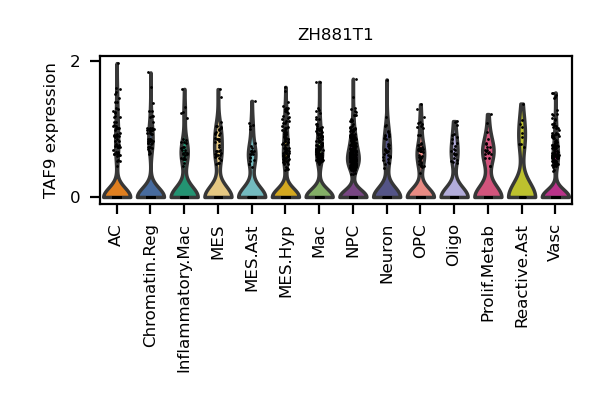 ZH881T1
TAF9 expression
2
0
AC
Chromatin.Reg
Inflammatory.Mac
MES
MES.Ast
MES.Hyp
Mac
NPC
Neuron
OPC
Oligo
Prolif.Metab
Reactive.Ast
Vasc